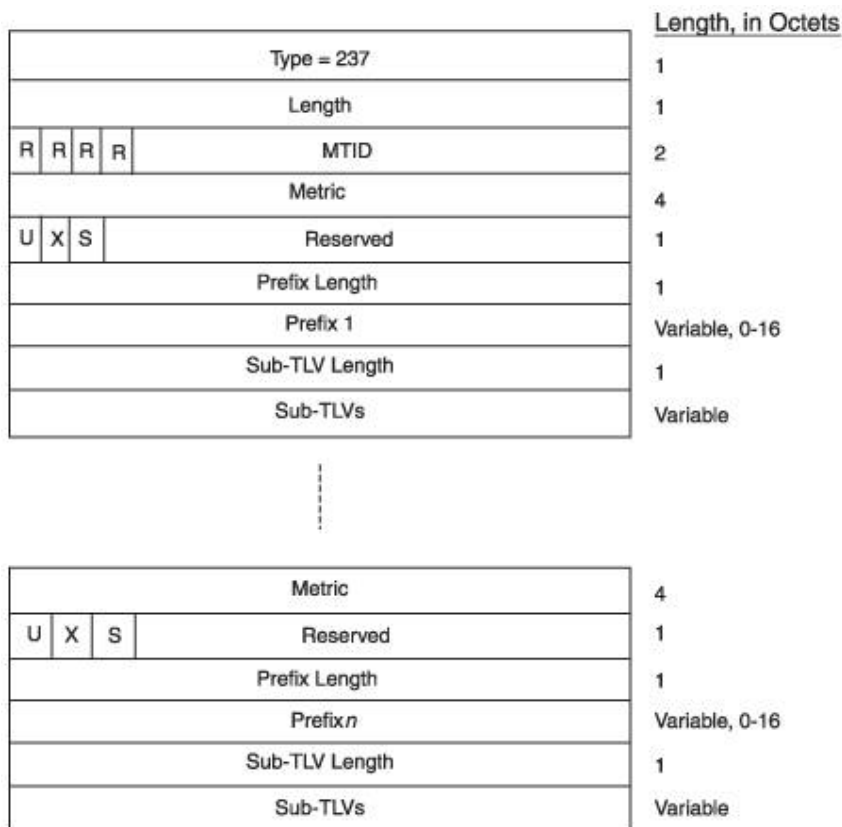 Length, in Octets
Type = 237 1
Length 1
R R R R MTID 2
Metric 4
U X S Reserved 1
Prefix Length 1
Prefix 1 Variable, 0-16
Sub-TLV Length 1
Sub-TLVs Variable
Metric 4
U X S Reserved 1
Prefix Length 1
Prefixn Variable, 0-16
Sub-TLV Length 1
Sub-TLVs Variable